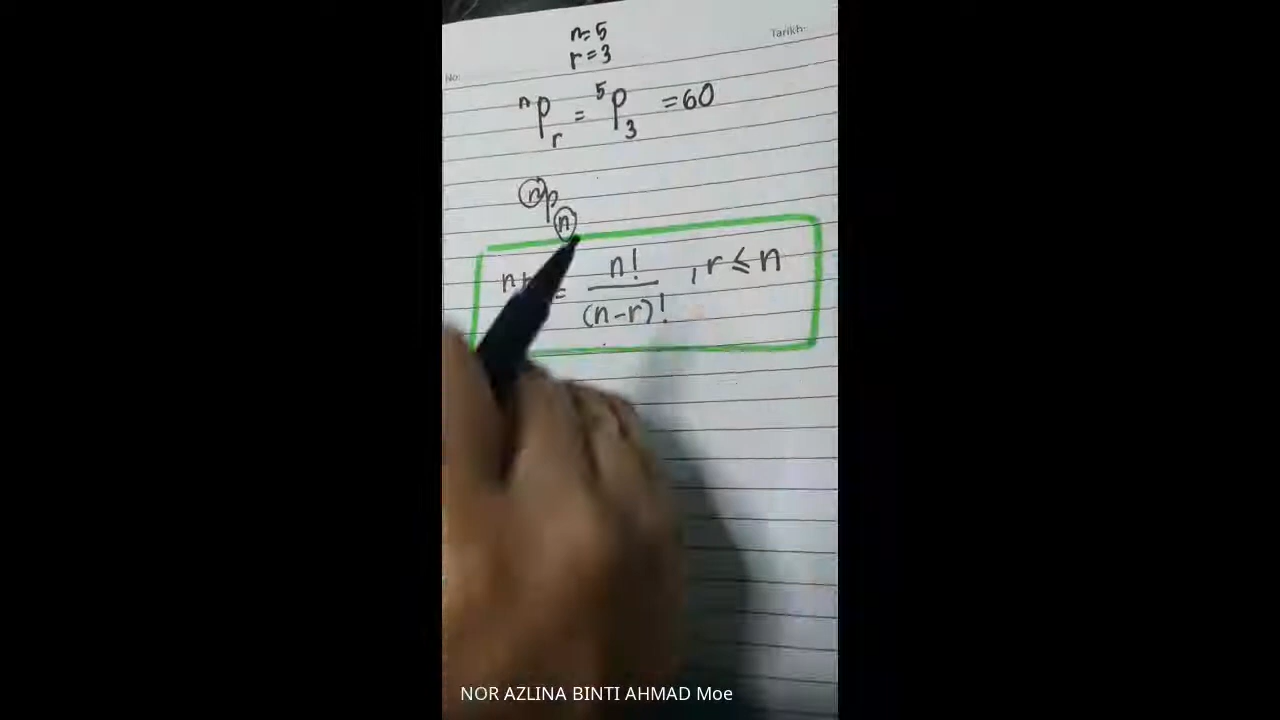 n=5
Tarikh:
r=3
No:
ⁿPᵣ = ⁵P₃ = 60
ⁿPₙ
n = n!/(n-r)! , r ≤ n
NOR AZLINA BINTI AHMAD Moe